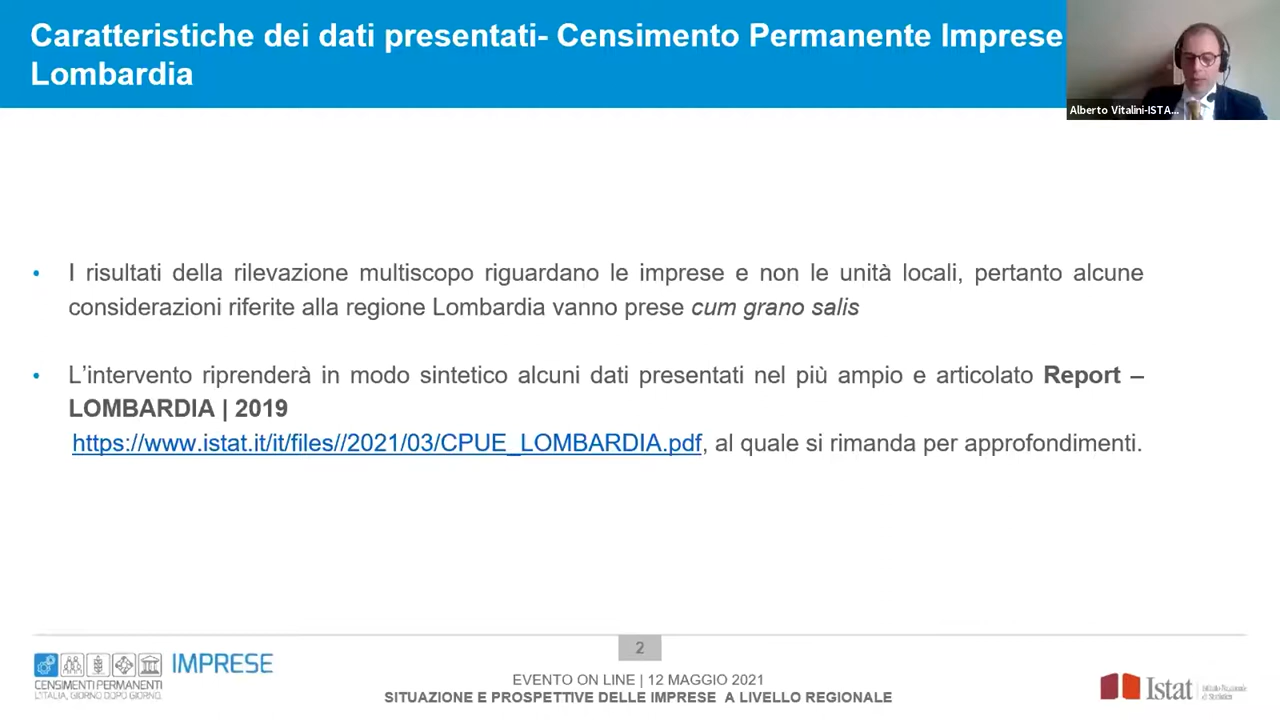 Caratteristiche dei dati presentati- Censimento Permanente Imprese
Lombardia
Alberto Vitalini-ISTA...
• I risultati della rilevazione multiscopo riguardano le imprese e non le unità locali, pertanto alcune
considerazioni riferite alla regione Lombardia vanno prese cum grano salis
• L'intervento riprenderà in modo sintetico alcuni dati presentati nel più ampio e articolato Report –
LOMBARDIA | 2019
https://www.istat.it/it/files//2021/03/CPUE_LOMBARDIA.pdf, al quale si rimanda per approfondimenti.
2
IMPRESE
CENSIMENTI PERMANENTI
L'ITALIA, GIORNO DOPO GIORNO.
EVENTO ON LINE | 12 MAGGIO 2021
SITUAZIONE E PROSPETTIVE DELLE IMPRESE A LIVELLO REGIONALE
Istat
Istituto Nazionale
di Statistica